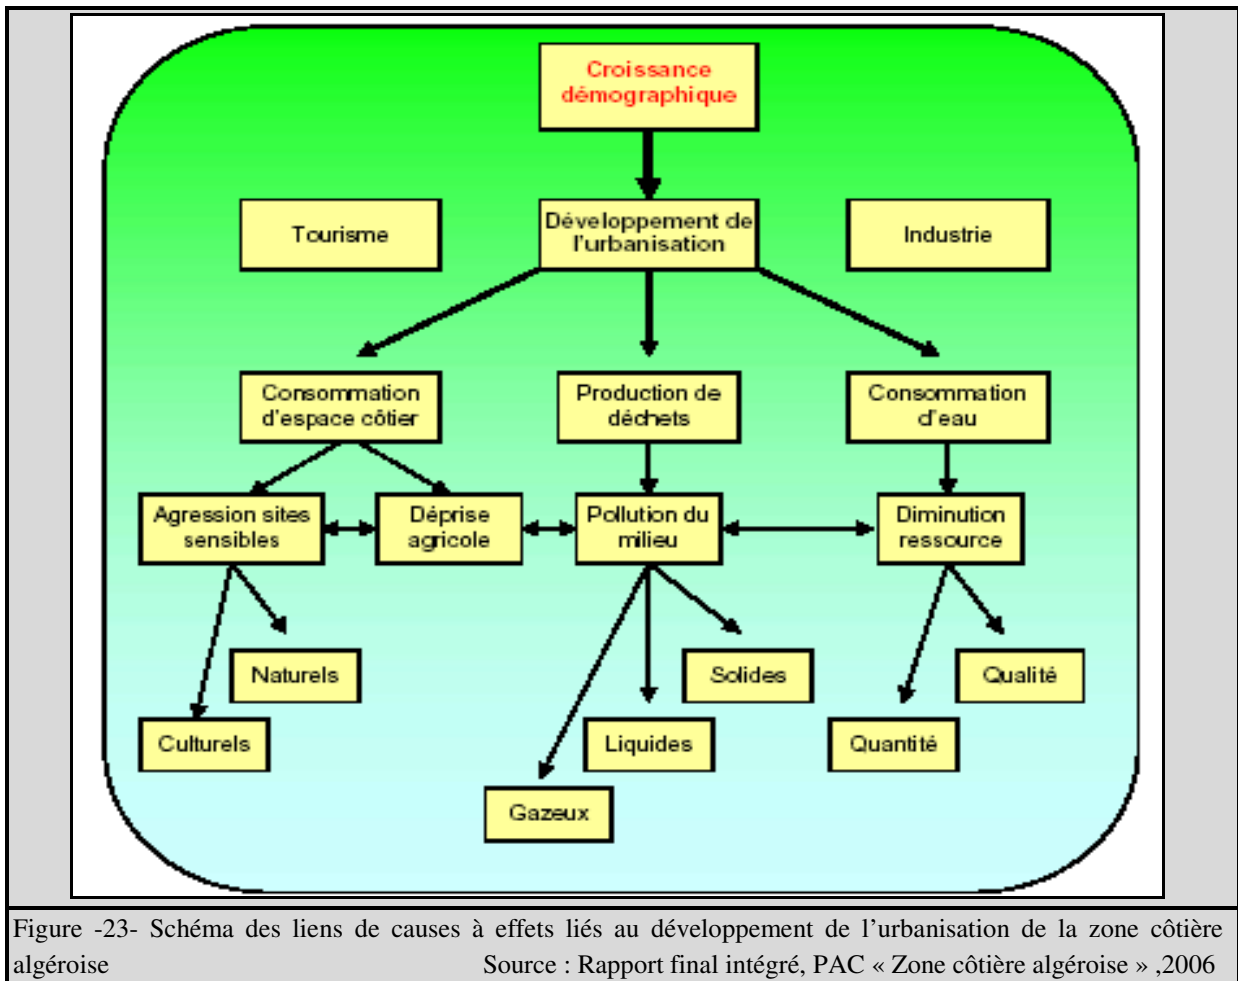 Croissance
démographique
Tourisme
Développement de
l'urbanisation
Industrie
Consommation
d'espace côtier
Production de
déchets
Consommation
d'eau
Agression sites
sensibles
Déprise
agricole
Pollution du
milieu
Diminution
ressource
Naturels
Solides
Qualité
Culturels
Liquides
Quantité
Gazeux
Figure -23- Schéma des liens de causes à effets liés au développement de l’urbanisation de la zone côtière
algéroise Source : Rapport final intégré, PAC « Zone côtière algéroise » ,2006